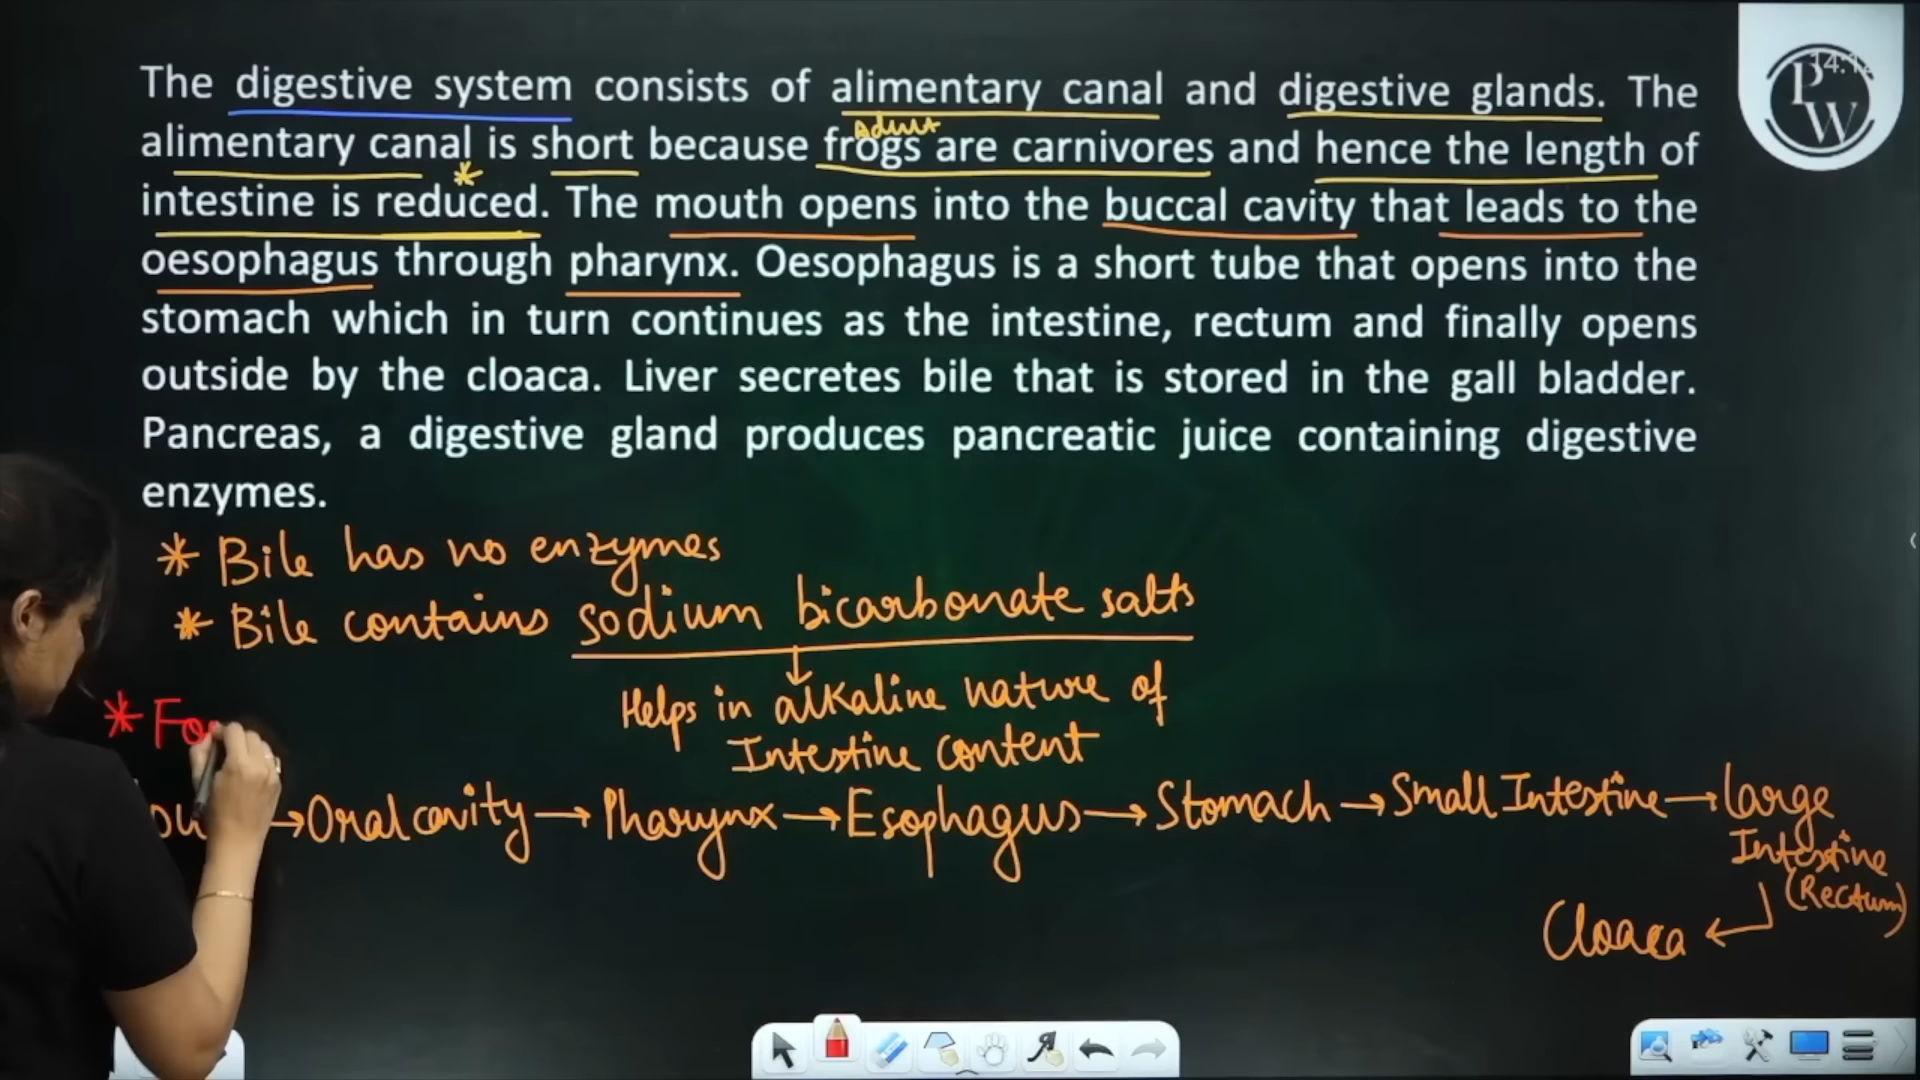 The digestive system consists of alimentary canal and digestive glands. The
alimentary canal is short because frogs are carnivores and hence the length of
Adult
intestine is reduced. The mouth opens into the buccal cavity that leads to the
oesophagus through pharynx. Oesophagus is a short tube that opens into the
stomach which in turn continues as the intestine, rectum and finally opens
outside by the cloaca. Liver secretes bile that is stored in the gall bladder.
Pancreas, a digestive gland produces pancreatic juice containing digestive
enzymes.
* Bile has no enzymes
* Bile contains sodium bicarbonate salts
Helps in alkaline nature of
Intestine content
* Fo
→ Oral cavity → Pharynx → Esophagus → Stomach → Small Intestine → large
Intestine
(Rectum)
Cloaca
PW